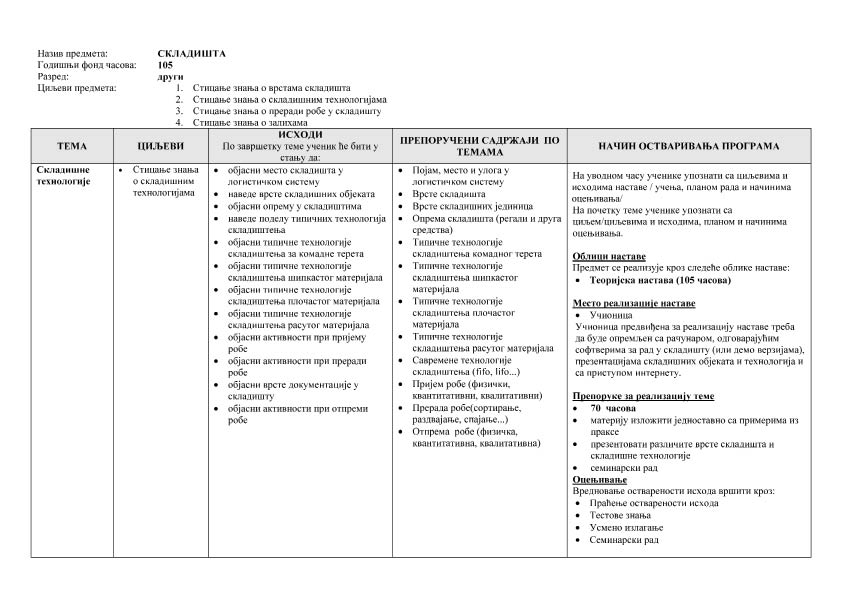 Назив предмета: СКЛАДИШТА
Годишњи фонд часова: 105
Разред: други
Циљеви предмета: 1. Стицање знања о врстама складишта
2. Стицање знања о складишним технологијама
3. Стицање знања о преради робе у складишту
4. Стицање знања о залихама
ТЕМА
ЦИЉЕВИ
ИСХОДИ
По завршетку теме ученик ће бити у
стању да:
ПРЕПОРУЧЕНИ САДРЖАЈИ ПО
ТЕМАМА
НАЧИН ОСТВАРИВАЊА ПРОГРАМА
Складишне
технологије
• Стицање знања
о складишним
технологијама
• објасни место складишта у
логистичком систему
• наведе врсте складишних објеката
• објасни опрему у складиштима
• наведе поделу типичних технологија
складиштења
• објасни типичне технологије
складиштења за комадне терета
• објасни типичне технологије
складиштења шипкастог материјала
• објасни типичне технологије
складиштења плочастог материјала
• објасни типичне технологије
складиштења расутог материјала
• објасни активности при пријему
робе
• објасни активности при преради
робе
• објасни врсте документације у
складишту
• објасни активности при отпреми
робе
• Појам, место и улога у
логистичком систему
• Врсте складишта
• Врсте складишних јединица
• Опрема складишта (регали и друга
средства)
• Типичне технологије
складиштења комадног терета
• Типичне технологије
складиштења шипкастог
материјала
• Типичне технологије
складиштења плочастог
материјала
• Типичне технологије
складиштења расутог материјала
• Савремене технологије
складиштења (fifo, lifo...)
• Пријем робе (физички,
квантитативни, квалитативни)
• Прерада робе(сортирање,
раздвајање, спајање...)
• Отпрема робе (физичка,
квантитативна, квалитативна)
На уводном часу ученике упознати са циљевима и
исходима наставе / учења, планом рада и начинима
оцењивања/
На почетку теме ученике упознати са
циљем/циљевима и исходима, планом и начинима
оцењивања.
Облици наставе
Предмет се реализује кроз следеће облике наставе:
• Теоријска настава (105 часова)
Место реализације наставе
• Учионица
Учионица предвиђена за реализацију наставе треба
да буде опремљен са рачунаром, одговарајућим
софтверима за рад у складишту (или демо верзијама),
презентацијама складишних објеката и технологија и
са приступом интернету.
Препоруке за реализацију теме
• 70 часова
• материју изложити једноставно са примерима из
праксе
• презентовати различите врсте складишта и
складишне технологије
• семинарски рад
Оцењивање
Вредновање остварености исхода вршити кроз:
• Праћење остварености исхода
• Тестове знања
• Усмено излагање
• Семинарски рад